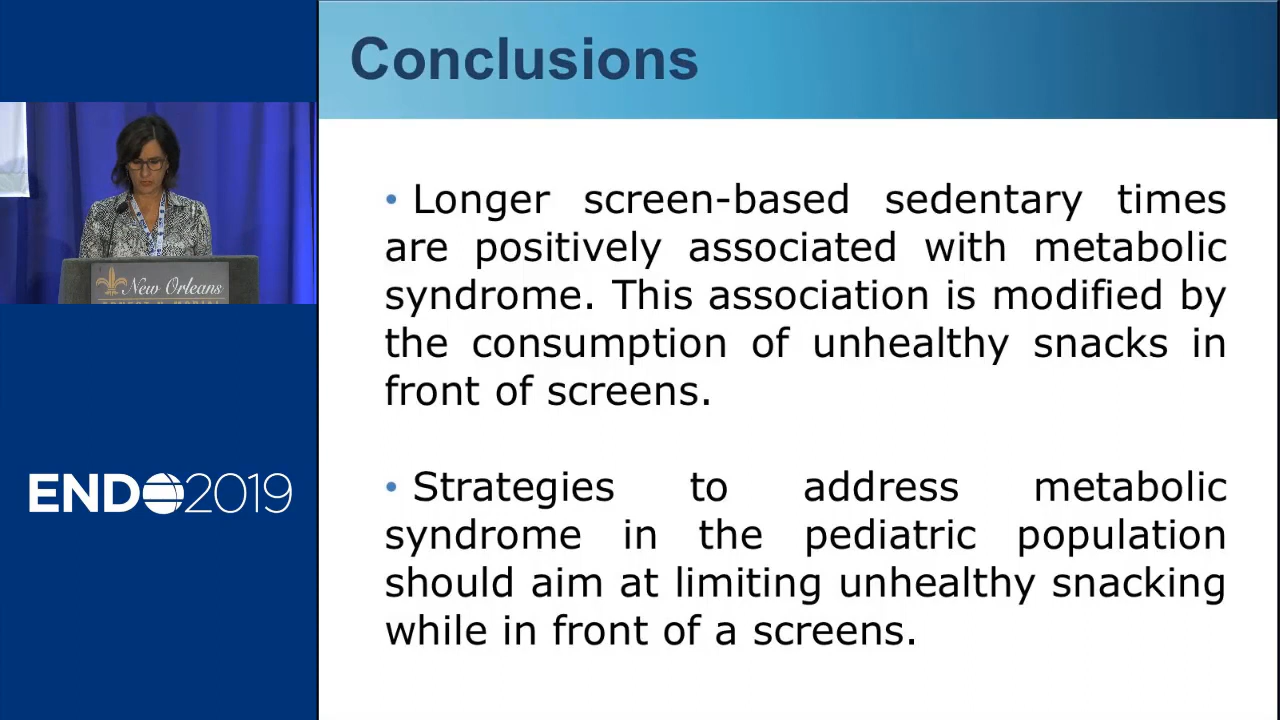 Conclusions
• Longer screen-based sedentary times
are positively associated with metabolic
syndrome. This association is modified by
the consumption of unhealthy snacks in
front of screens.
• Strategies to address metabolic
syndrome in the pediatric population
should aim at limiting unhealthy snacking
while in front of a screens.
New Orleans
ENDO2019